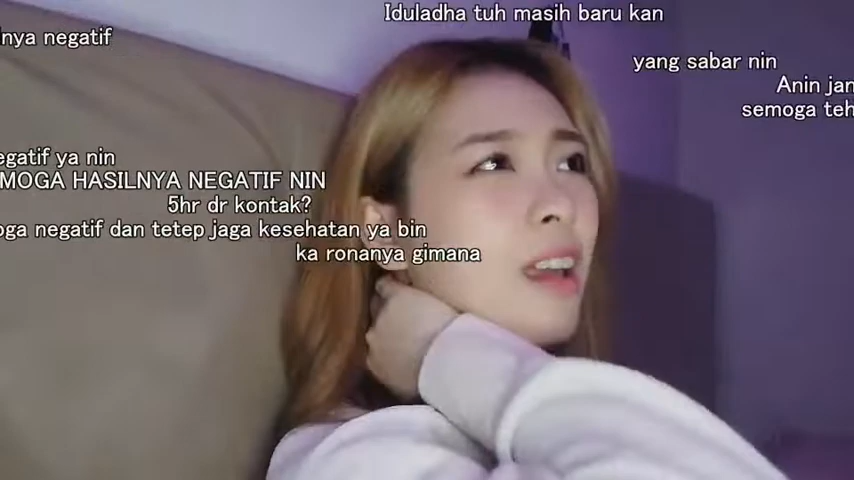 Iduladha tuh masih baru kan
nya negatif
yang sabar nin
Anin jan
semoga teh
egatif ya nin
MOGA HASILNYA NEGATIF NIN
5hr dr kontak?
oga negatif dan tetep jaga kesehatan ya bin
ka ronanya gimana